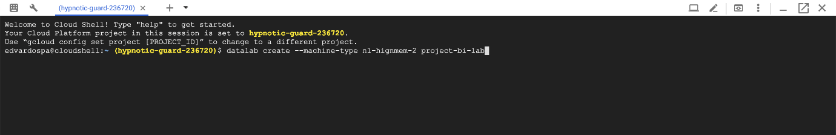 (hypnotic-guard-236720)
Welcome to Cloud Shell! Type "help" to get started.
Your Cloud Platform project in this session is set to hypnotic-guard-236720.
Use “gcloud config set project [PROJECT_ID]” to change to a different project.
edvardospa@cloudshell:~ (hypnotic-guard-236720)$ datalab create --machine-type n1-highmem-2 project-bi-lab